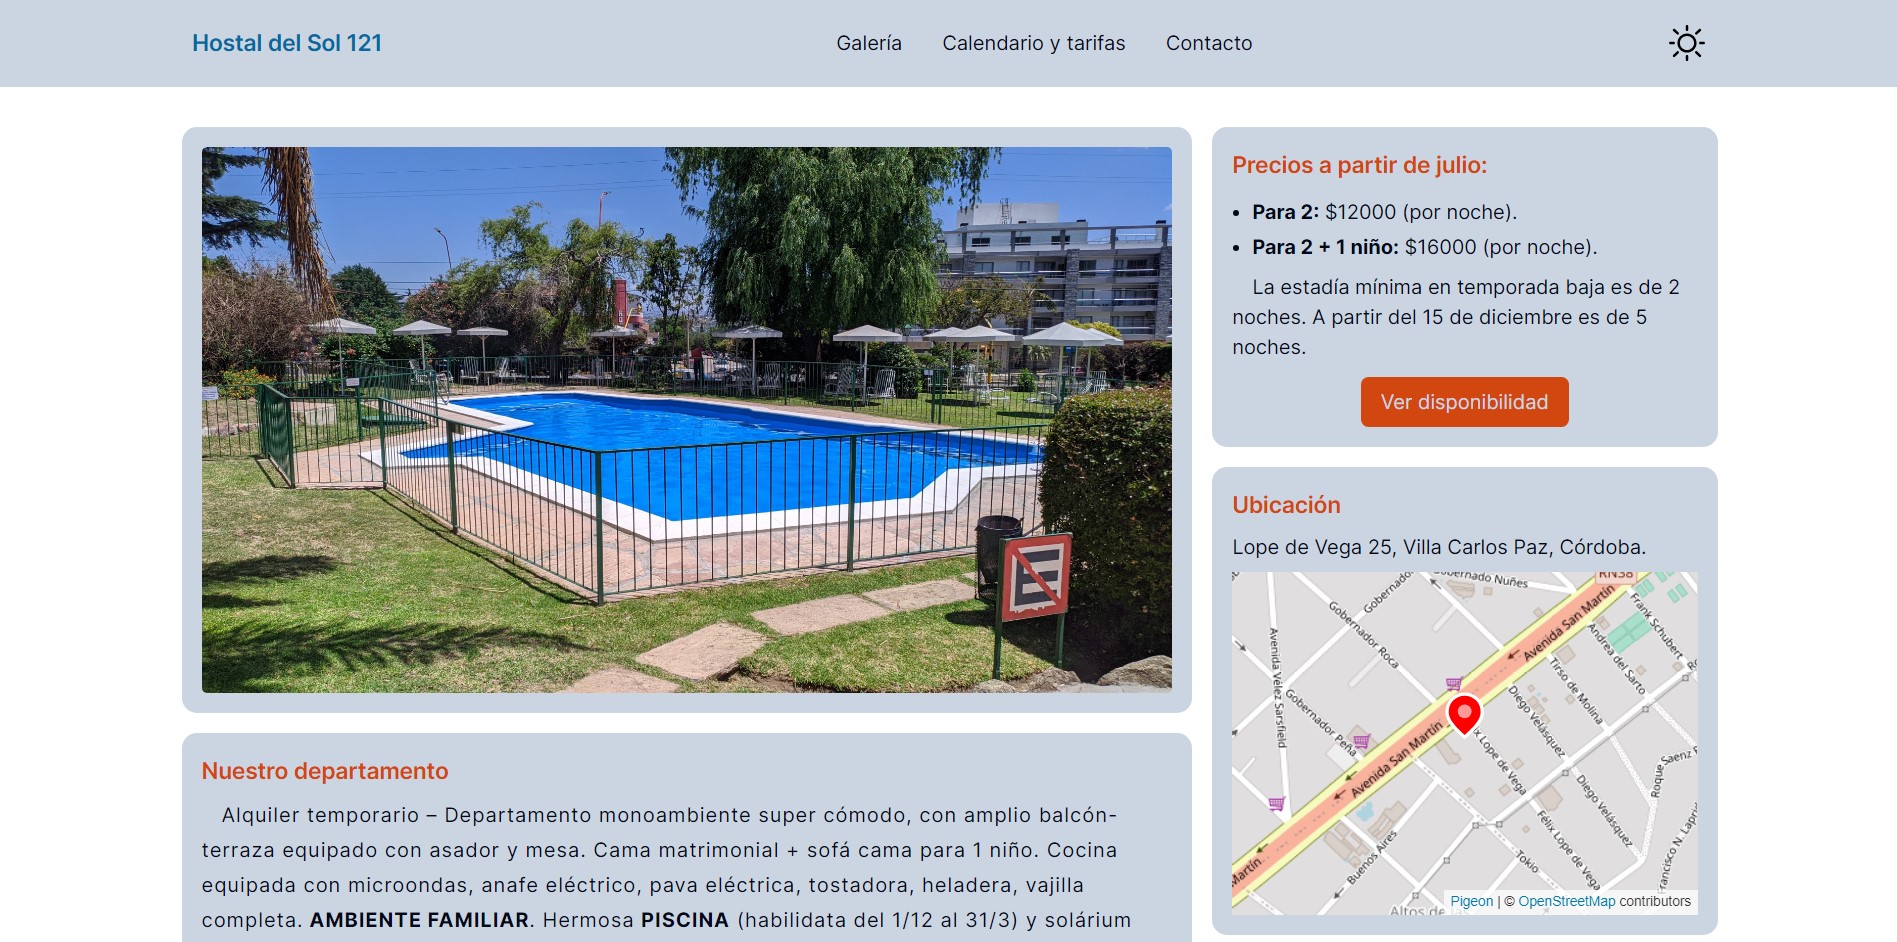 Hostal del Sol 121
Galería
Calendario y tarifas
Contacto
Precios a partir de julio:
Para 2: $12000 (por noche).
Para 2 + 1 niño: $16000 (por noche).
La estadía mínima en temporada baja es de 2
noches. A partir del 15 de diciembre es de 5
noches.
Ver disponibilidad
Nuestro departamento
Alquiler temporario – Departamento monoambiente super cómodo, con amplio balcón-
terraza equipado con asador y mesa. Cama matrimonial + sofá cama para 1 niño. Cocina
equipada con microondas, anafe eléctrico, pava eléctrica, tostadora, heladera, vajilla
completa. AMBIENTE FAMILIAR. Hermosa PISCINA (habilidata del 1/12 al 31/3) y solárium
Ubicación
Lope de Vega 25, Villa Carlos Paz, Córdoba.
RN38
Gobernador
Gobernado Nuñes
Gobernador Roca
Avenida San Martín
Frank Schubert
Andrea del Sarto
Tirso de Molina
Avenida Vélez Sarsfield
Gobernador Peña
Diego Velásquez
Avenida San Martín
Lope de Vega
Roque Saenz
Diego Velásquez
Félix Lope de Vega
Buenos Aires
Tokio
Francisco N. Lapri
Martín
Altos de
Pigeon | © OpenStreetMap contributors